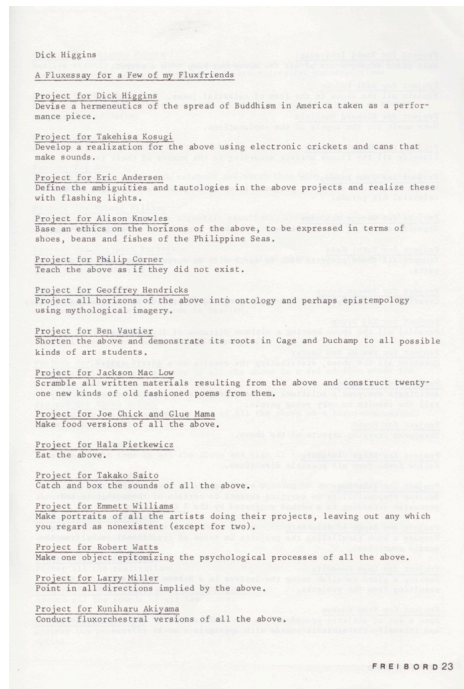 Dick Higgins
A Fluxessay for a Few of my Fluxfriends
Project for Dick Higgins
Devise a hermeneutics of the spread of Buddhism in America taken as a perfor-
mance piece.
Project for Takehisa Kosugi
Develop a realization for the above using electronic crickets and cans that
make sounds.
Project for Eric Andersen
Define the ambiguities and tautologies in the above projects and realize these
with flashing lights.
Project for Alison Knowles
Base an ethics on the horizons of the above, to be expressed in terms of
shoes, beans and fishes of the Philippine Seas.
Project for Philip Corner
Teach the above as if they did not exist.
Project for Geoffrey Hendricks
Project all horizons of the above into ontology and perhaps epistempology
using mythological imagery.
Project for Ben Vautier
Shorten the above and demonstrate its roots in Cage and Duchamp to all possible
kinds of art students.
Project for Jackson Mac Low
Scramble all written materials resulting from the above and construct twenty-
one new kinds of old fashioned poems from them.
Project for Joe Chick and Glue Mama
Make food versions of all the above.
Project for Hala Pietkewicz
Eat the above.
Project for Takako Saito
Catch and box the sounds of all the above.
Project for Emmett Williams
Make portraits of all the artists doing their projects, leaving out any which
you regard as nonexistent (except for two).
Project for Robert Watts
Make one object epitomizing the psychological processes of all the above.
Project for Larry Miller
Point in all directions implied by the above.
Project for Kuniharu Akiyama
Conduct fluxorchestral versions of all the above.
FREIBORD 23